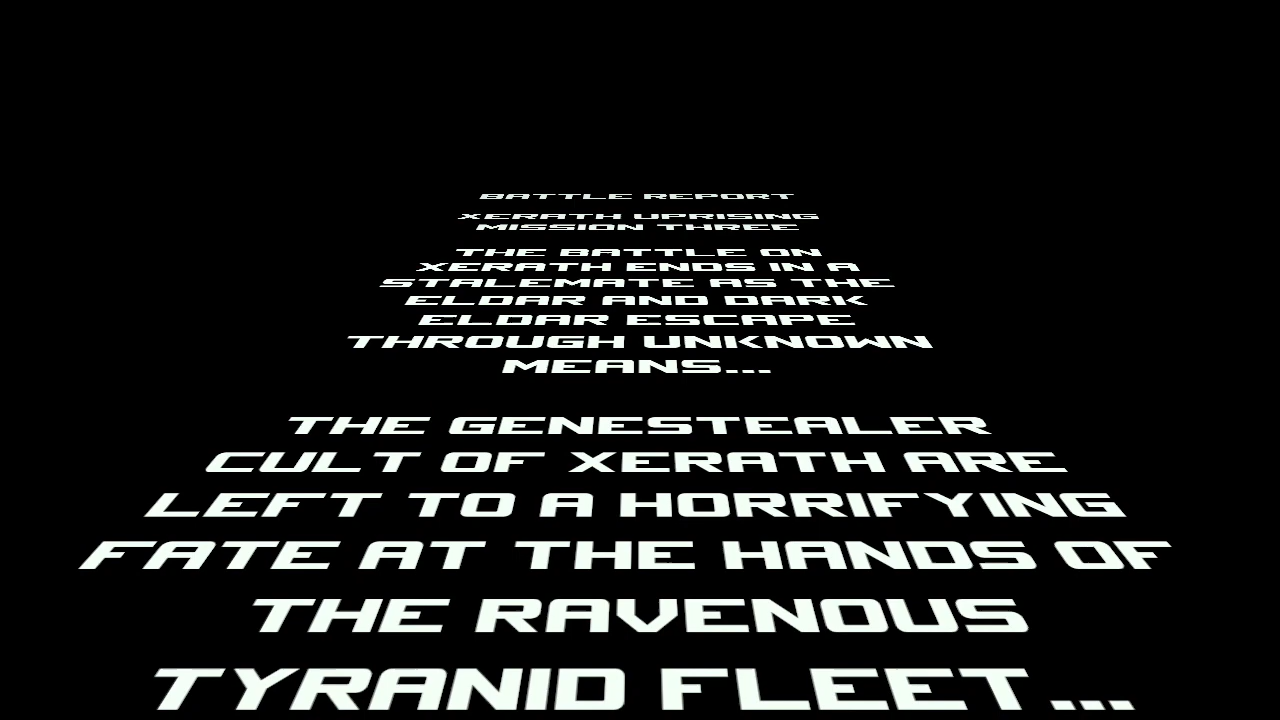 BATTLE REPORT
XERATH UPRISING
MISSION THREE
THE BATTLE ON
XERATH ENDS IN A
STALEMATE AS THE
ELDAR AND DARK
ELDAR ESCAPE
THROUGH UNKNOWN
MEANS...
THE GENESTEALER
CULT OF XERATH ARE
LEFT TO A HORRIFYING
FATE AT THE HANDS OF
THE RAVENOUS
TYRANID FLEET...